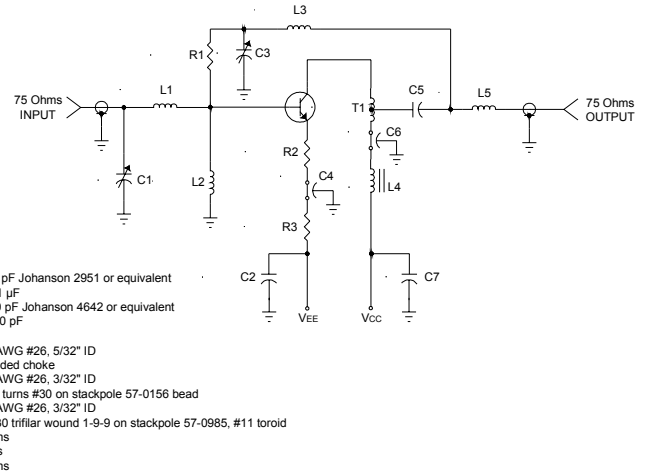 L3
R1
C3
L1
C5
L5
75 Ohms
INPUT
75 Ohms
OUTPUT
T1
C6
R2
C1
C4
L2
L4
R3
C2
C7
VEE
VCC
pF Johanson 2951 or equivalent
µF
pF Johanson 4642 or equivalent
0 pF
AWG #26, 5/32" ID
ded choke
AWG #26, 3/32" ID
turns #30 on stackpole 57-0156 bead
AWG #26, 3/32" ID
30 trifilar wound 1-9-9 on stackpole 57-0985, #11 toroid
ns
s
ns